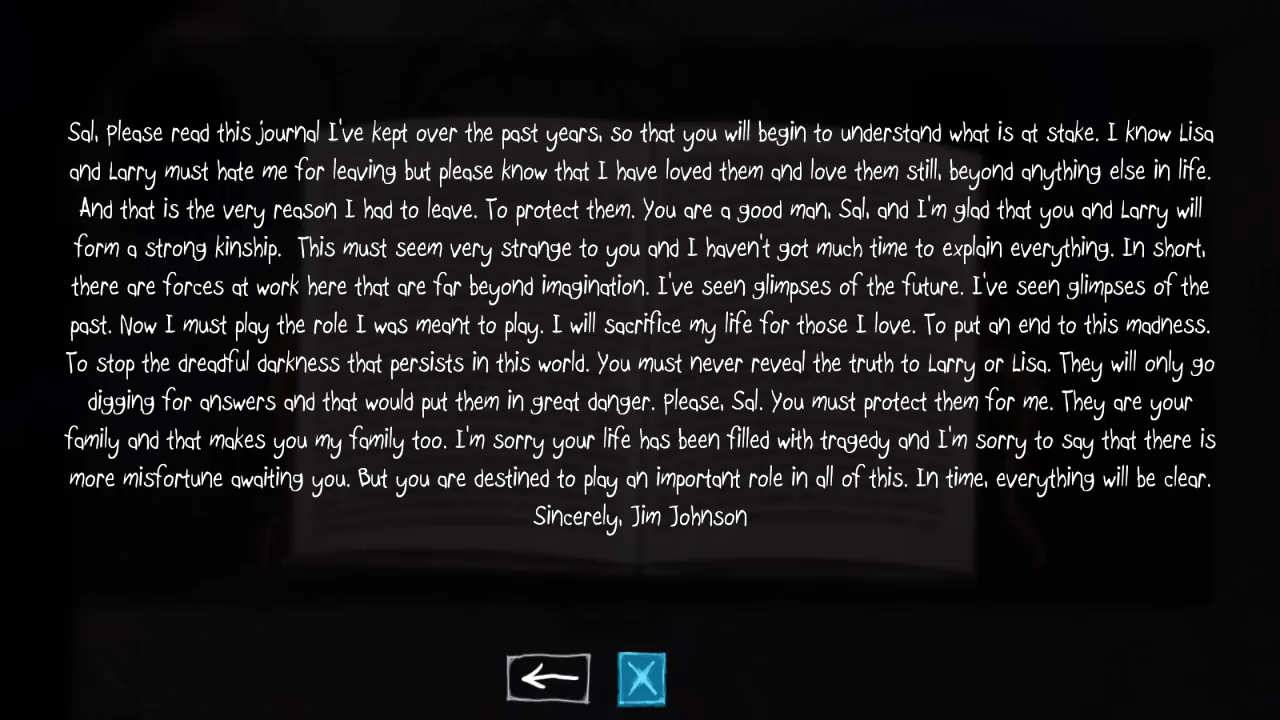 Sal, Please read this journal I've kept over the past years, so that you will begin to understand what is at stake. I know Lisa
and Larry must hate me for leaving but please know that I have loved them and love them still, beyond anything else in life.
And that is the very reason I had to leave. To protect them. You are a good man, Sal, and I'm glad that you and Larry will
form a strong kinship.  This must seem very strange to you and I haven't got much time to explain everything. In short,
there are forces at work here that are far beyond imagination. I've seen glimpses of the future. I've seen glimpses of the
past. Now I must play the role I was meant to play. I will sacrifice my life for those I love. To put an end to this madness.
To stop the dreadful darkness that persists in this world. You must never reveal the truth to Larry or Lisa. They will only go
digging for answers and that would put them in great danger. Please, Sal. You must protect them for me. They are your
family and that makes you my family too. I'm sorry your life has been filled with tragedy and I'm sorry to say that there is
more misfortune awaiting you. But you are destined to play an important role in all of this. In time, everything will be clear.
Sincerely, Jim Johnson